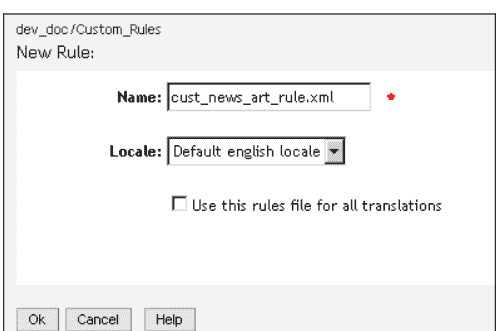 dev_doc/Custom_Rules
New Rule:
Name: cust_news_art_rule.xml
Locale: Default english locale
Use this rules file for all translations
Ok Cancel Help